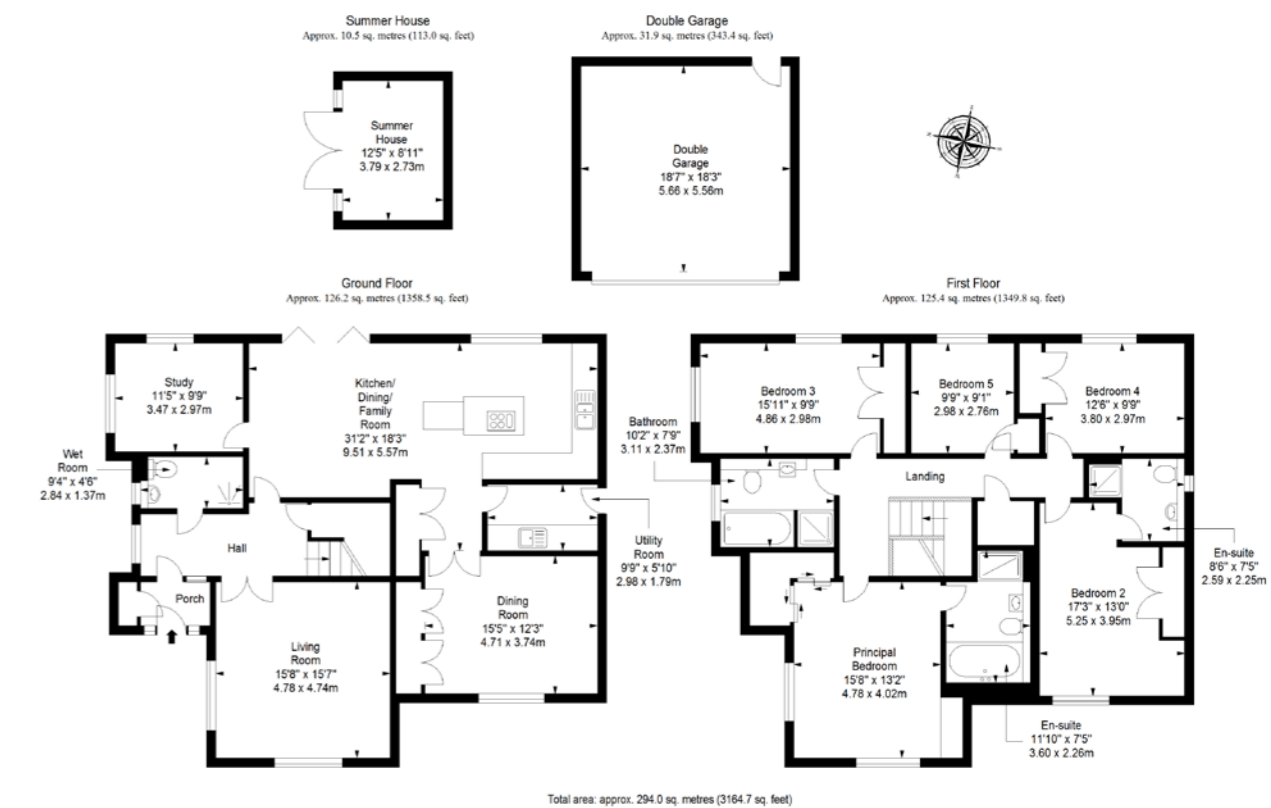 Summer House
Approx. 10.5 sq. metres (113.0 sq. feet)
Double Garage
Approx. 31.9 sq. metres (343.4 sq. feet)
Summer
House
12'5" x 8'11"
3.79 x 2.73m
Double
Garage
18'7" x 18'3"
5.66 x 5.56m
Ground Floor
Approx. 126.2 sq. metres (1358.5 sq. feet)
First Floor
Approx. 125.4 sq. metres (1349.8 sq. feet)
Study
11'5" x 9'9"
3.47 x 2.97m
Kitchen/
Dining/
Family
Room
31'2" x 18'3"
9.51 x 5.57m
Wet
Room
9'4" x 4'6"
2.84 x 1.37m
Hall
Porch
Utility
Room
9'9" x 5'10"
2.98 x 1.79m
Dining
Room
15'5" x 12'3"
4.71 x 3.74m
Living
Room
15'8" x 15'7"
4.78 x 4.74m
Bedroom 3
15'11" x 9'9"
4.86 x 2.98m
Bedroom 5
9'9" x 9'1"
2.98 x 2.76m
Bedroom 4
12'6" x 9'9"
3.80 x 2.97m
Bathroom
10'2" x 7'9"
3.11 x 2.37m
Landing
En-suite
8'6" x 7'5"
2.59 x 2.25m
Bedroom 2
17'3" x 13'0"
5.25 x 3.95m
Principal
Bedroom
15'8" x 13'2"
4.78 x 4.02m
En-suite
11'10" x 7'5"
3.60 x 2.26m
Total area: approx. 294.0 sq. metres (3164.7 sq. feet)